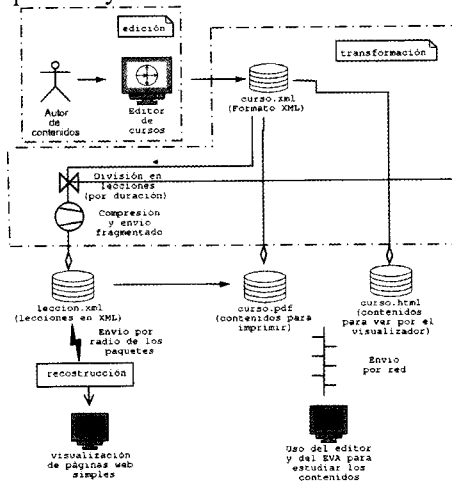 edición
transformación
Autor
de
contenidos
Editor
de
cursos
curso.xml
(Formato XML)
División en
lecciones
(por duración)
Compresión
y envio
fragmentado
leccion.xml
(lecciones en XML)
curso.pdf
(contenidos para
imprimir)
curso.html
(contenidos
para ver por el
visualizador)
Envio por
radio de los
paquetes
Envio
por red
recostrucción
visualización
de páginas web
simples
Uso del editor
y del EVA para
estudiar los
contenidos